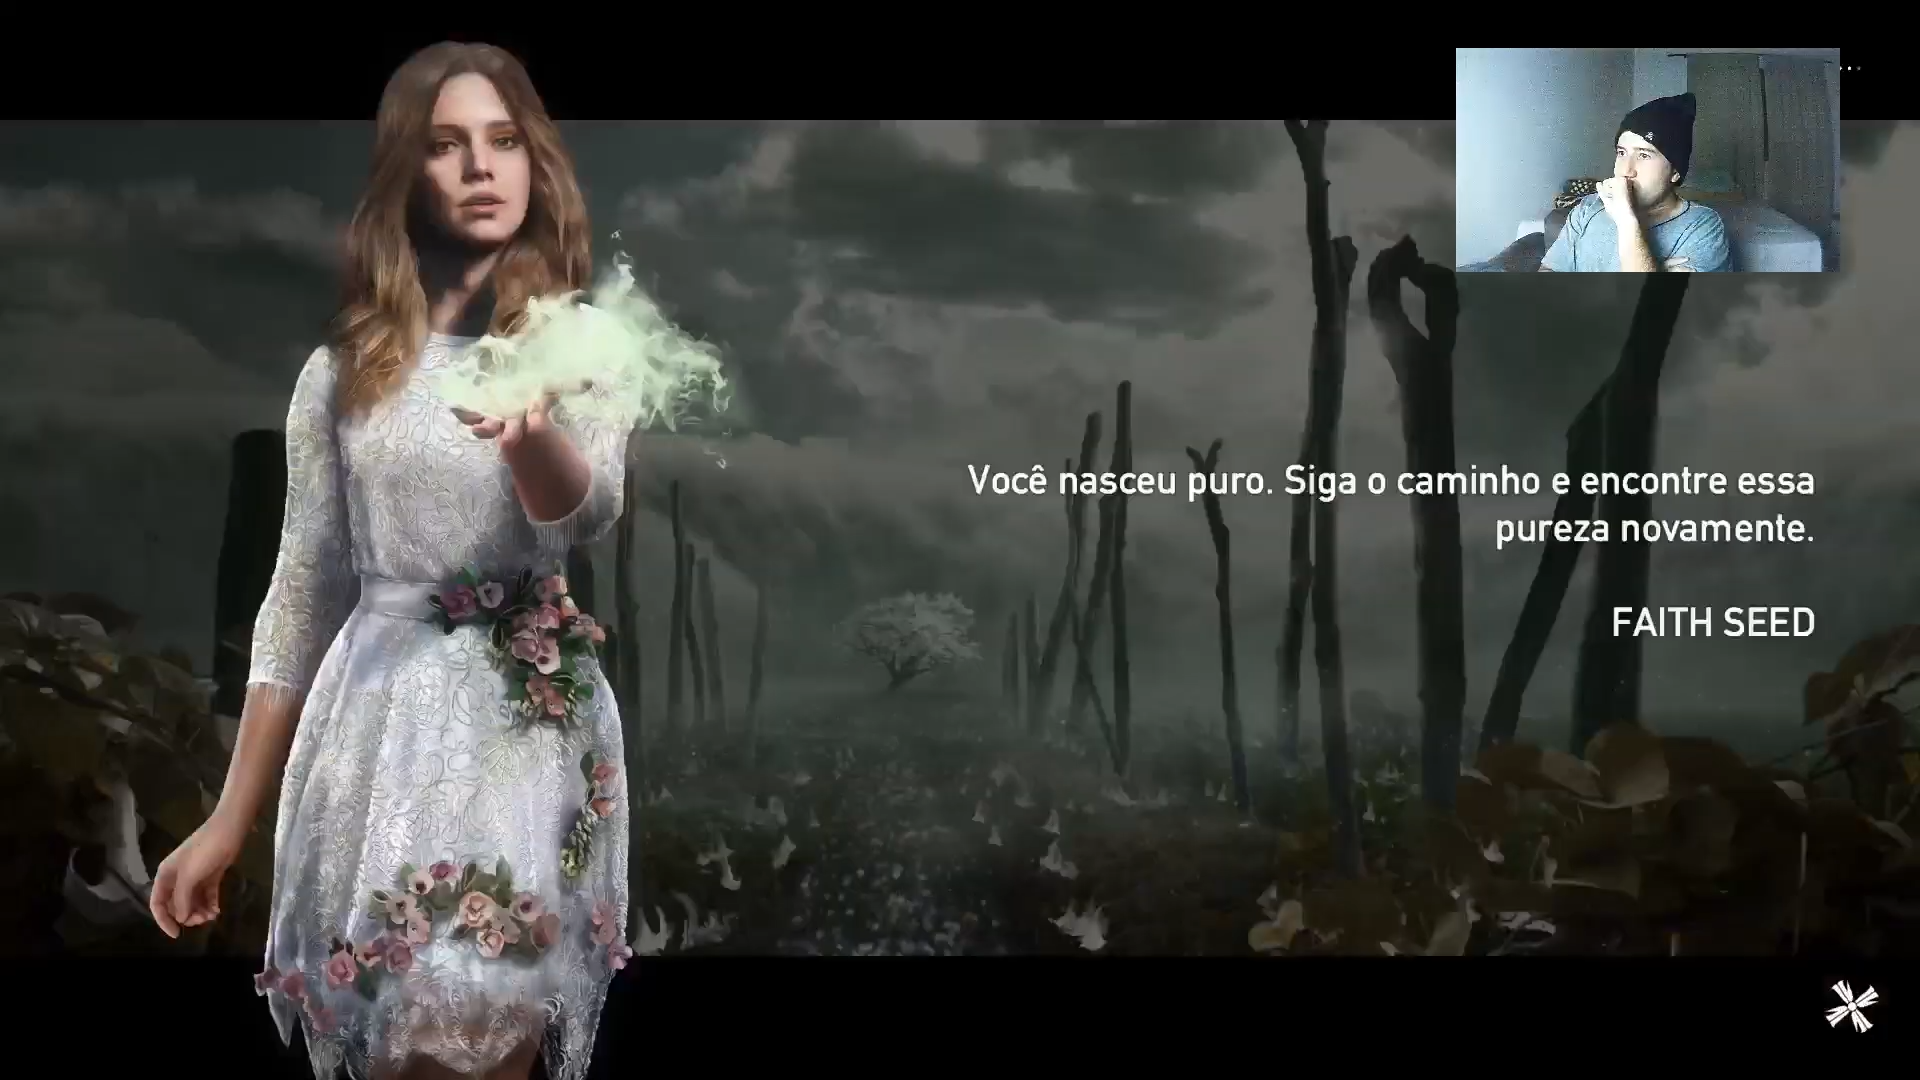 Você nasceu puro. Siga o caminho e encontre essa
pureza novamente.
FAITH SEED